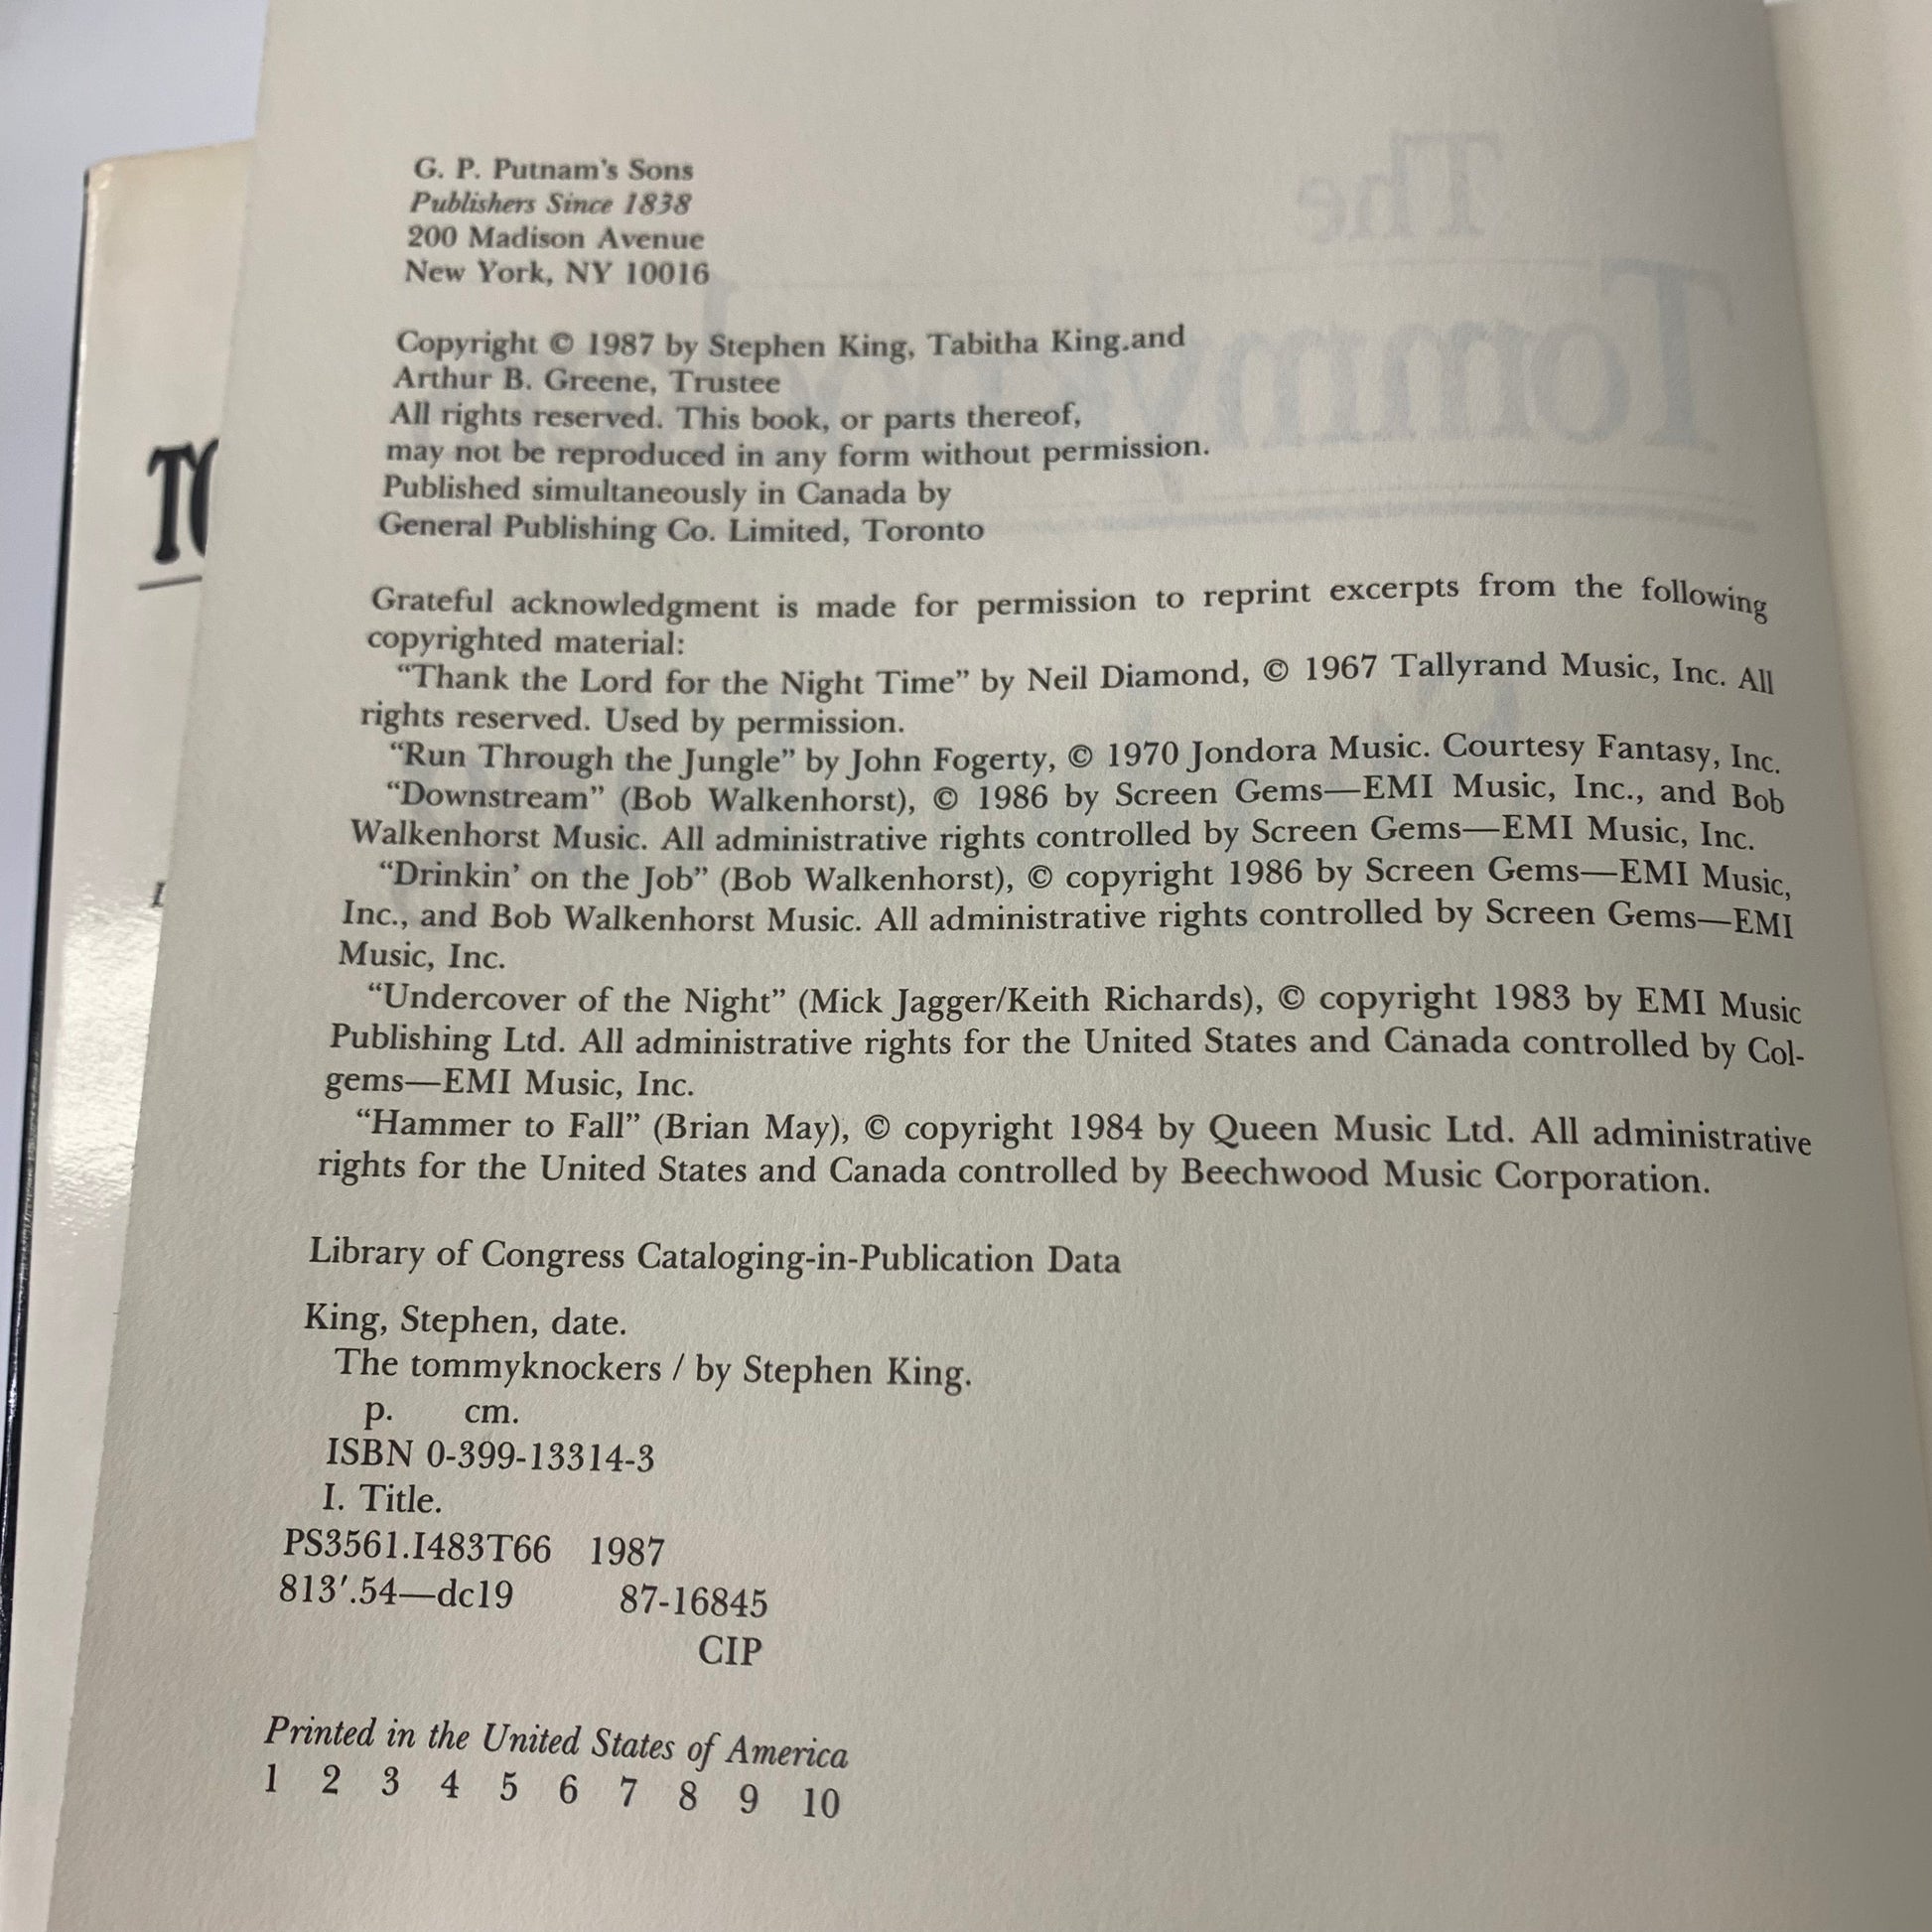 G. P. Putnam's Sons
Publishers Since 1838
200 Madison Avenue
New York, NY 10016
Copyright © 1987 by Stephen King, Tabitha King.and
Arthur B. Greene, Trustee
All rights reserved. This book, or parts thereof,
may not be reproduced in any form without permission.
Published simultaneously in Canada by
General Publishing Co. Limited, Toronto
Grateful acknowledgment is made for permission to reprint excerpts from the following
copyrighted material:
“Thank the Lord for the Night Time” by Neil Diamond, © 1967 Tallyrand Music, Inc. All
rights reserved. Used by permission.
“Run Through the Jungle” by John Fogerty, © 1970 Jondora Music. Courtesy Fantasy, Inc.
“Downstream” (Bob Walkenhorst), © 1986 by Screen Gems—EMI Music, Inc., and Bob
Walkenhorst Music. All administrative rights controlled by Screen Gems—EMI Music, Inc.
“Drinkin’ on the Job” (Bob Walkenhorst), © copyright 1986 by Screen Gems—EMI Music,
Inc., and Bob Walkenhorst Music. All administrative rights controlled by Screen Gems—EMI
Music, Inc.
“Undercover of the Night” (Mick Jagger/Keith Richards), © copyright 1983 by EMI Music
Publishing Ltd. All administrative rights for the United States and Canada controlled by Col-
gems—EMI Music, Inc.
“Hammer to Fall” (Brian May), © copyright 1984 by Queen Music Ltd. All administrative
rights for the United States and Canada controlled by Beechwood Music Corporation.
Library of Congress Cataloging-in-Publication Data
King, Stephen, date.
The tommyknockers / by Stephen King.
p. cm.
ISBN 0-399-13314-3
I. Title.
PS3561.I483T66 1987
813′.54—dc19 87-16845
CIP
Printed in the United States of America
1 2 3 4 5 6 7 8 9 10